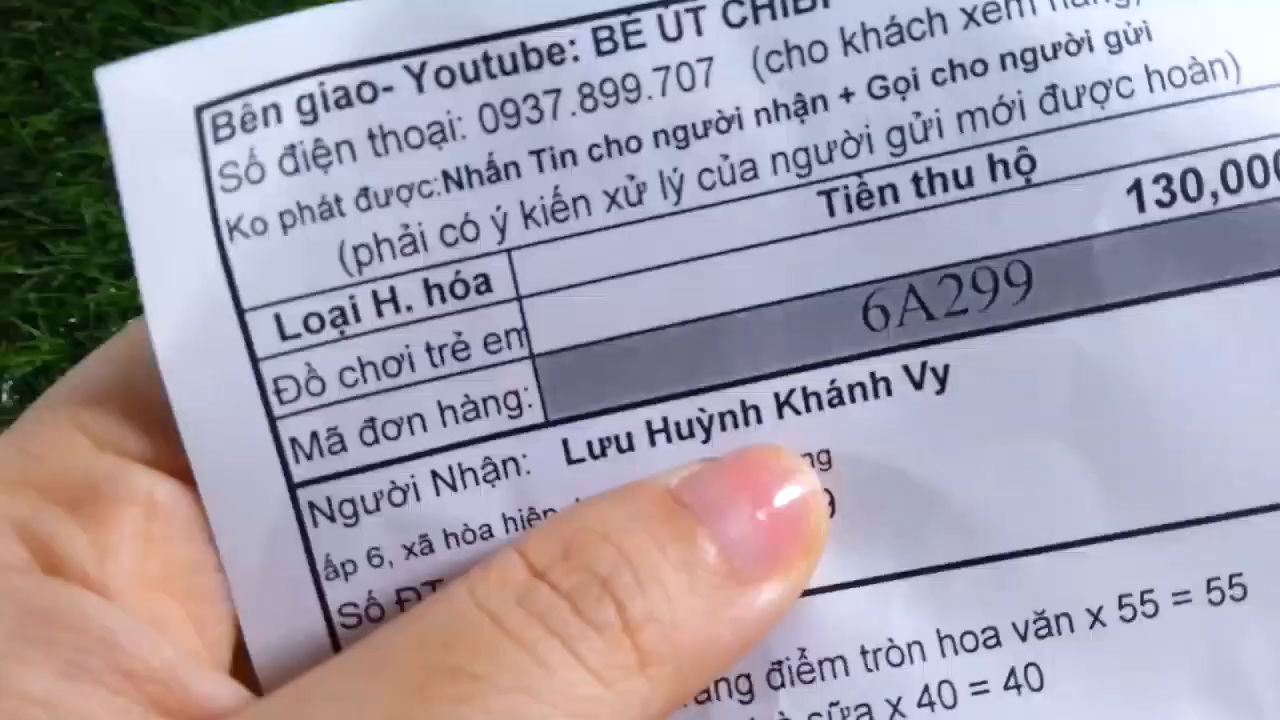 Bên giao- Youtube: BÉ ÚT CHIBI
Số điện thoại: 0937.899.707 (cho khách xem hàng,
Ko phát được:Nhắn Tin cho người nhận + Gọi cho người gửi
(phải có ý kiến xử lý của người gửi mới được hoàn)
Loại H. hóa Tiền thu hộ 130,000
Đồ chơi trẻ em
Mã đơn hàng: 6A299
Người Nhận: Lưu Huỳnh Khánh Vy
ấp 6, xã hòa hiệp
Số ĐT
điểm tròn hoa văn x 55 = 55
sữa x 40 = 40